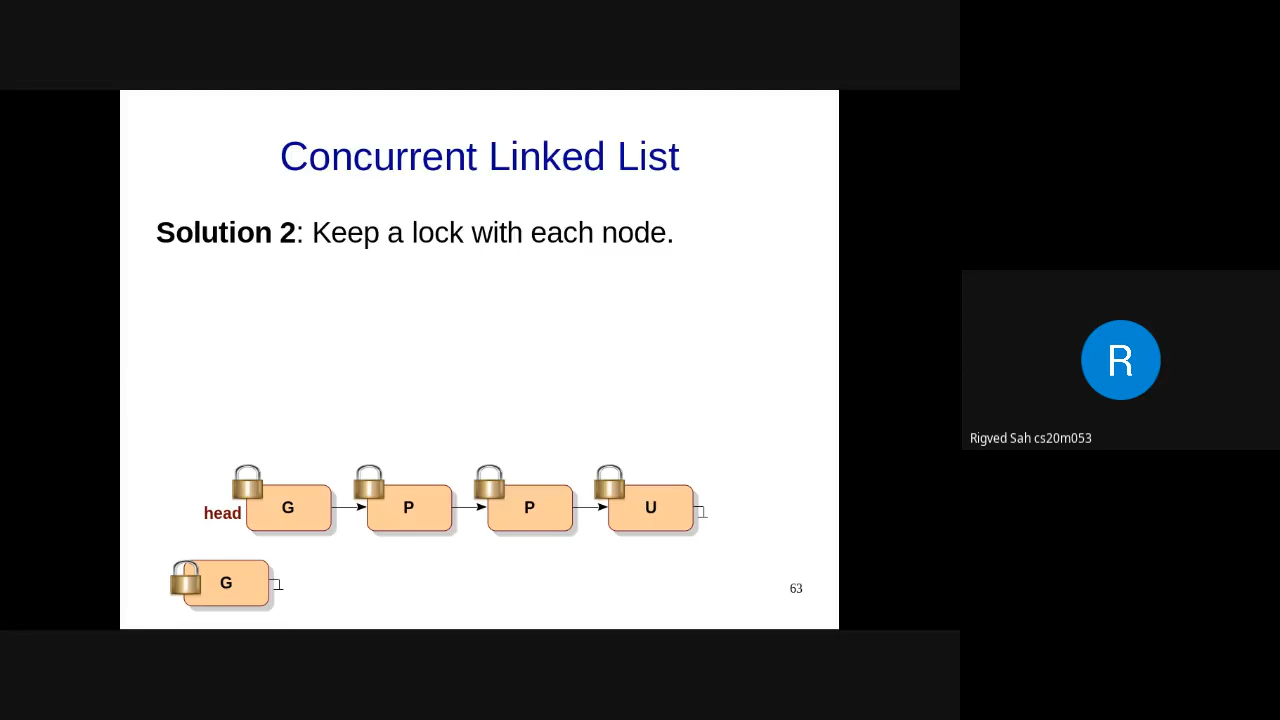 Concurrent Linked List
Solution 2: Keep a lock with each node.
head G P P U
G
63
R
Rigved Sah cs20m053